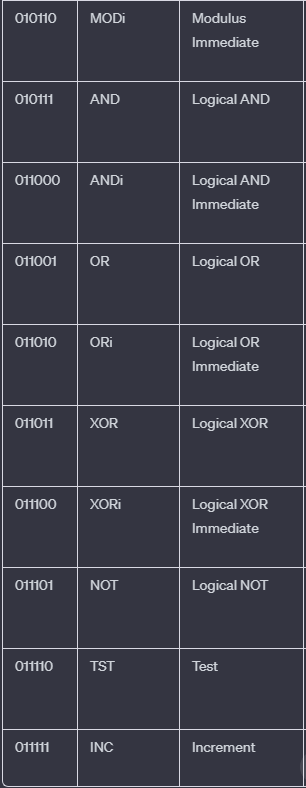 010110 MODi Modulus
Immediate
010111 AND Logical AND
011000 ANDi Logical AND
Immediate
011001 OR Logical OR
011010 ORi Logical OR
Immediate
011011 XOR Logical XOR
011100 XORi Logical XOR
Immediate
011101 NOT Logical NOT
011110 TST Test
011111 INC Increment